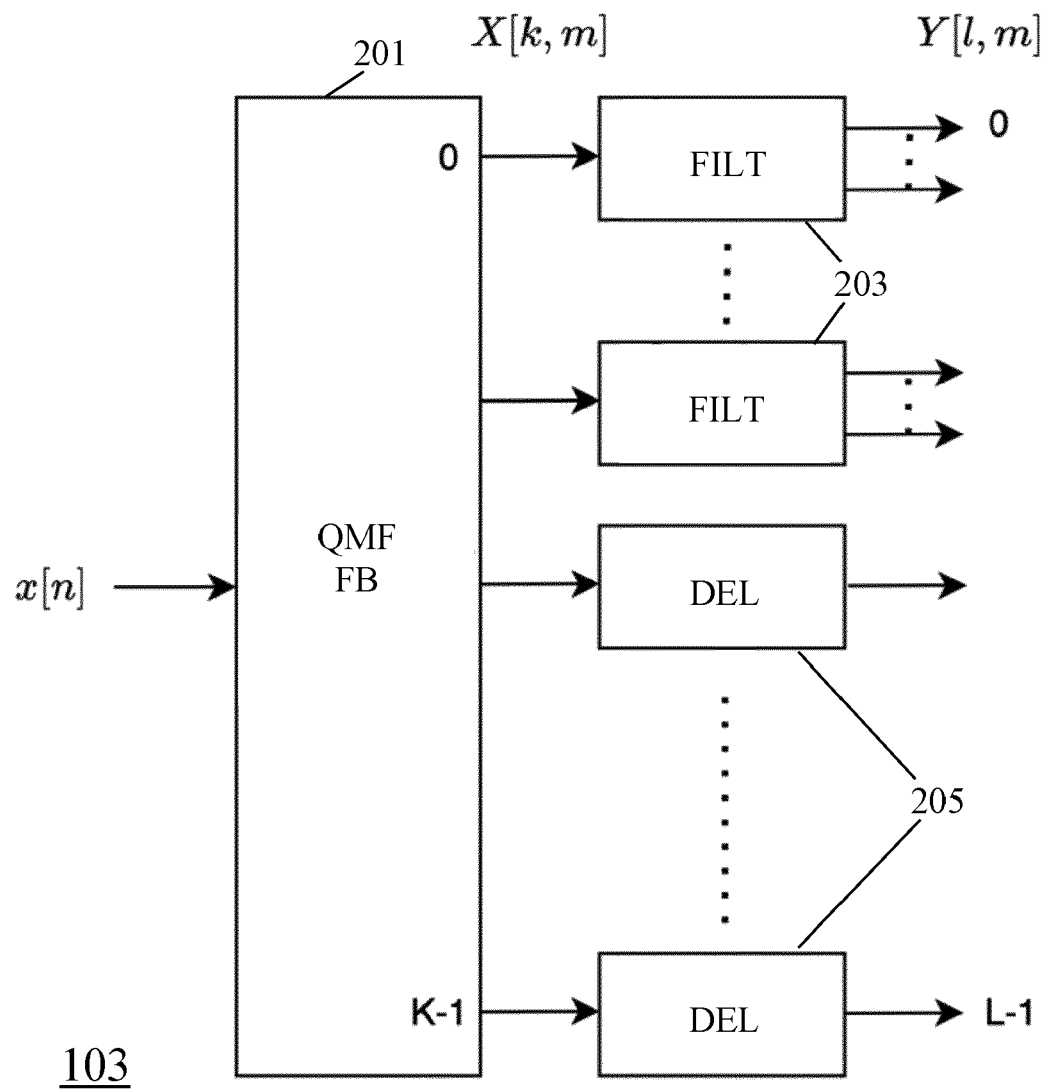 X[k, m]
Y[l, m]
201
0
FILT
0
203
FILT
x[n]
QMF
FB
DEL
205
K-1
DEL
L-1
103